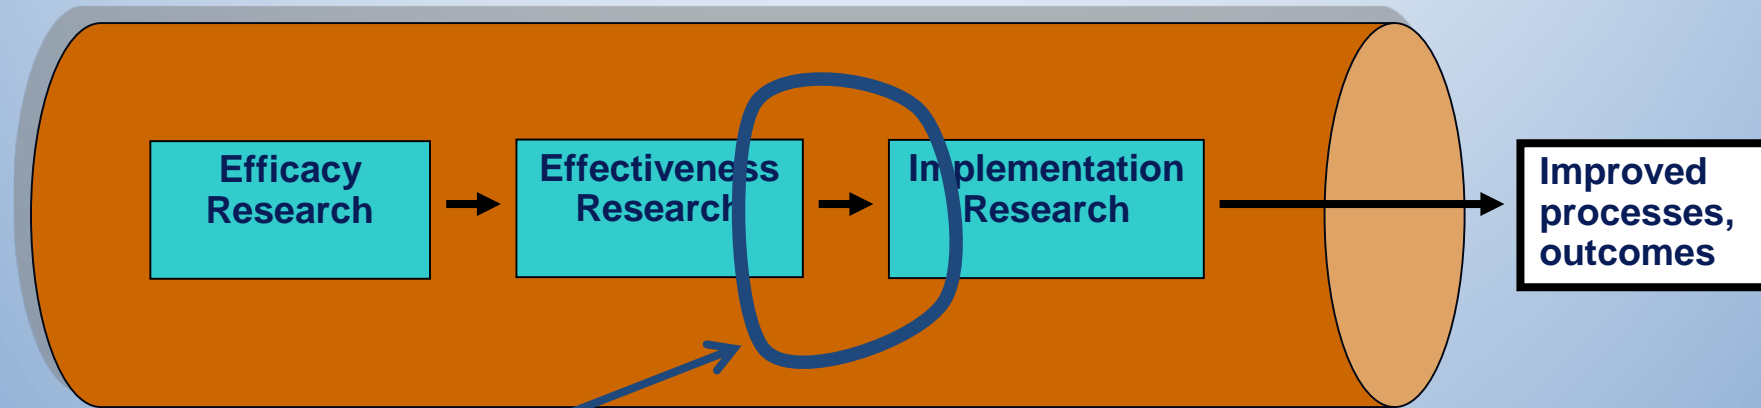 Efficacy
Research
Effectiveness
Research
Implementation
Research
Improved
processes,
outcomes